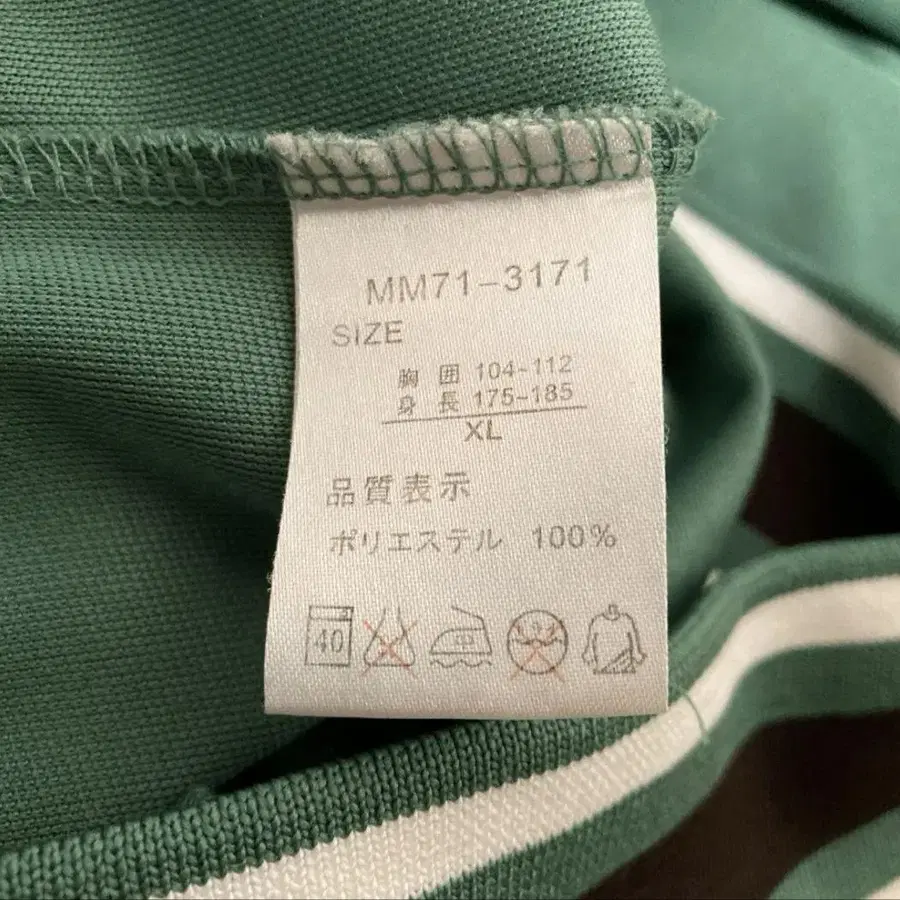 MM71-3171
SIZE
胸囲 104-112
身長 175-185
XL
品質表示
ポリエステル 100%
40